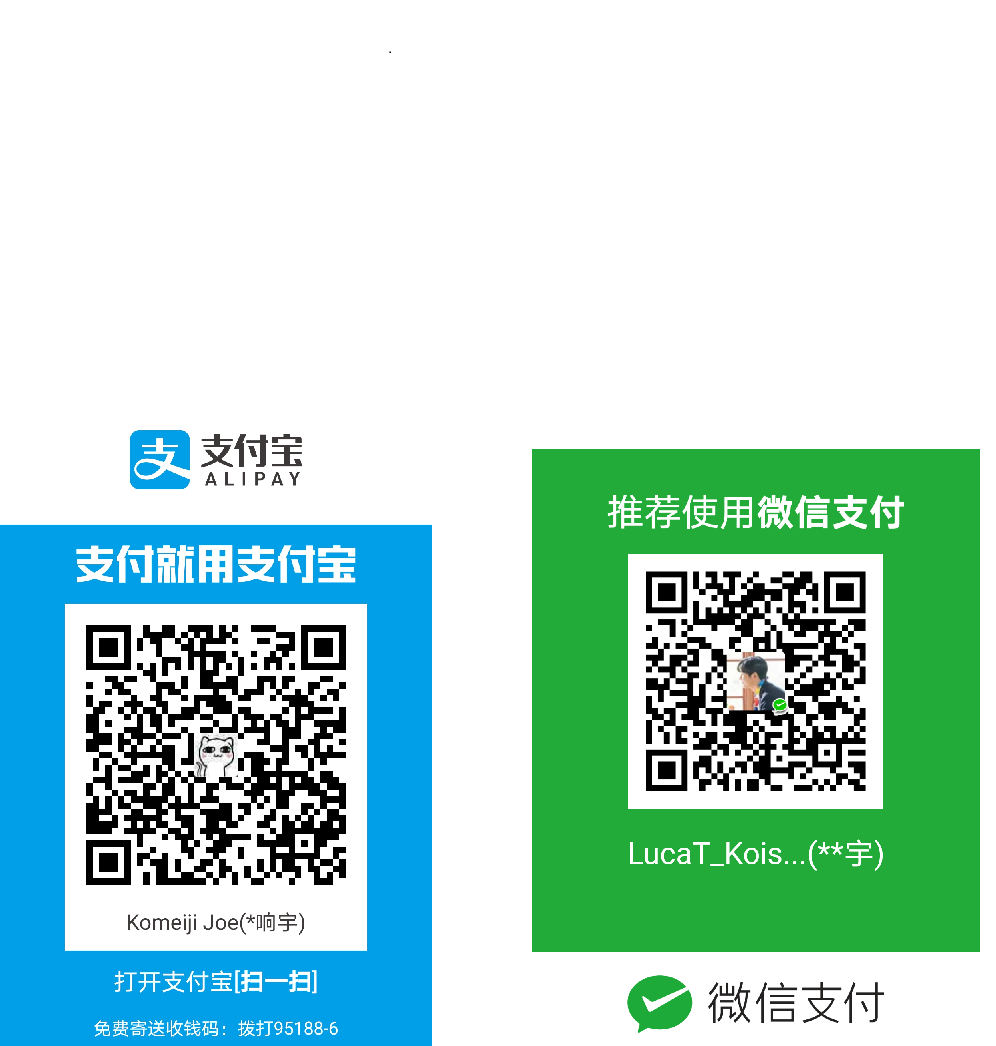 支付宝
ALIPAY
支付就用支付宝
Komeiji Joe(*响宇)
打开支付宝[扫一扫]
免费寄送收钱码：拨打95188-6
推荐使用微信支付
LucaT_Kois...(**宇)
微信支付